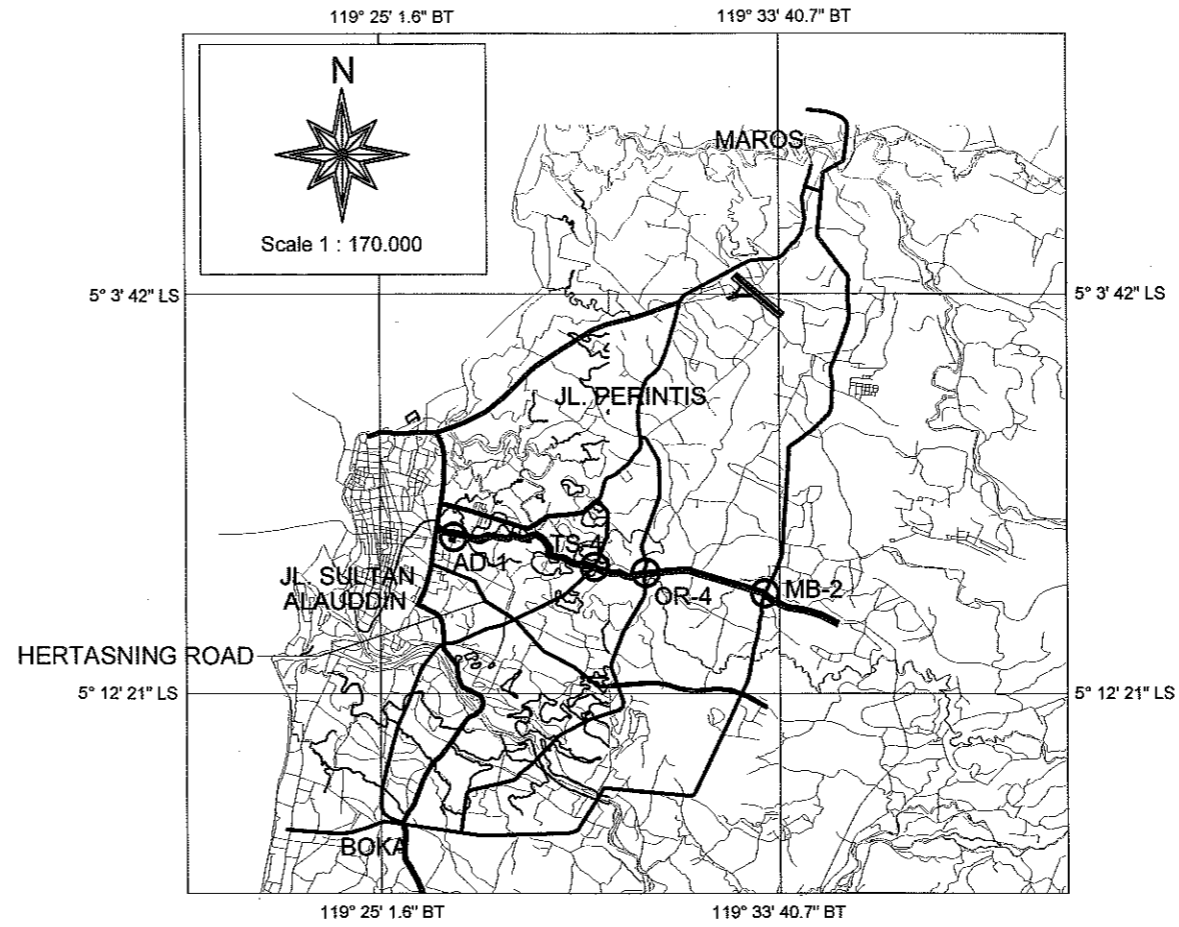 119° 25' 1.6" BT
119° 33' 40.7" BT
N
Scale 1 : 170.000
MAROS
5° 3' 42" LS
5° 3' 42" LS
JL. PERINTIS
TS-4
AD-1
JL. SULTAN
ALAUDDIN
OR-4
MB-2
HERTASNING ROAD
5° 12' 21" LS
5° 12' 21" LS
BOKA
119° 25' 1.6" BT
119° 33' 40.7" BT